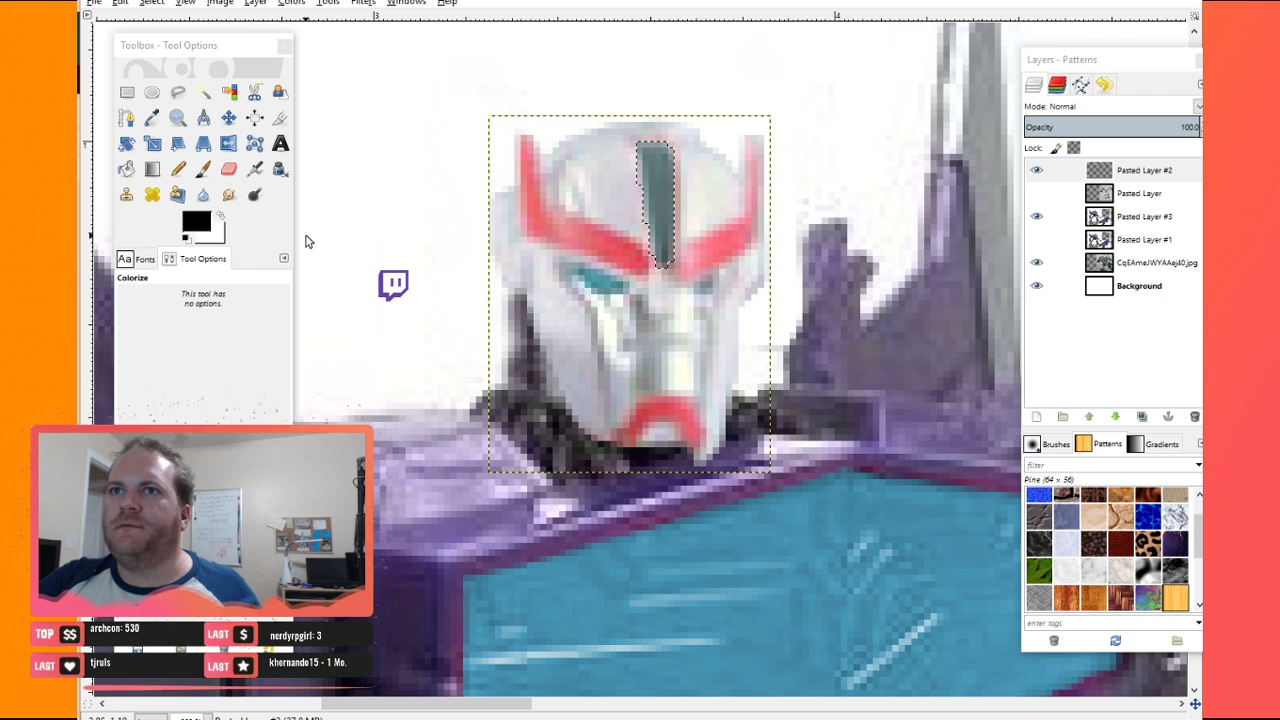 File Edit Select View Image Layer Colors Tools Filters Windows Help
3
4
Toolbox - Tool Options
Fonts
Tool Options
Colorize
This tool has
no options.
Layers - Patterns
Mode: Normal
Opacity 100.0
Lock:
Pasted Layer #2
Pasted Layer
Pasted Layer #3
Pasted Layer #1
CqEAmeJWYAAej40.jpg
Background
Brushes
Patterns
Gradients
filter
Pine (64 × 56)
enter tags
TOP $$ archcon: 530
LAST $ nerdyrpgirl: 3
LAST tjruls
LAST khernando15 - 1 Mo.